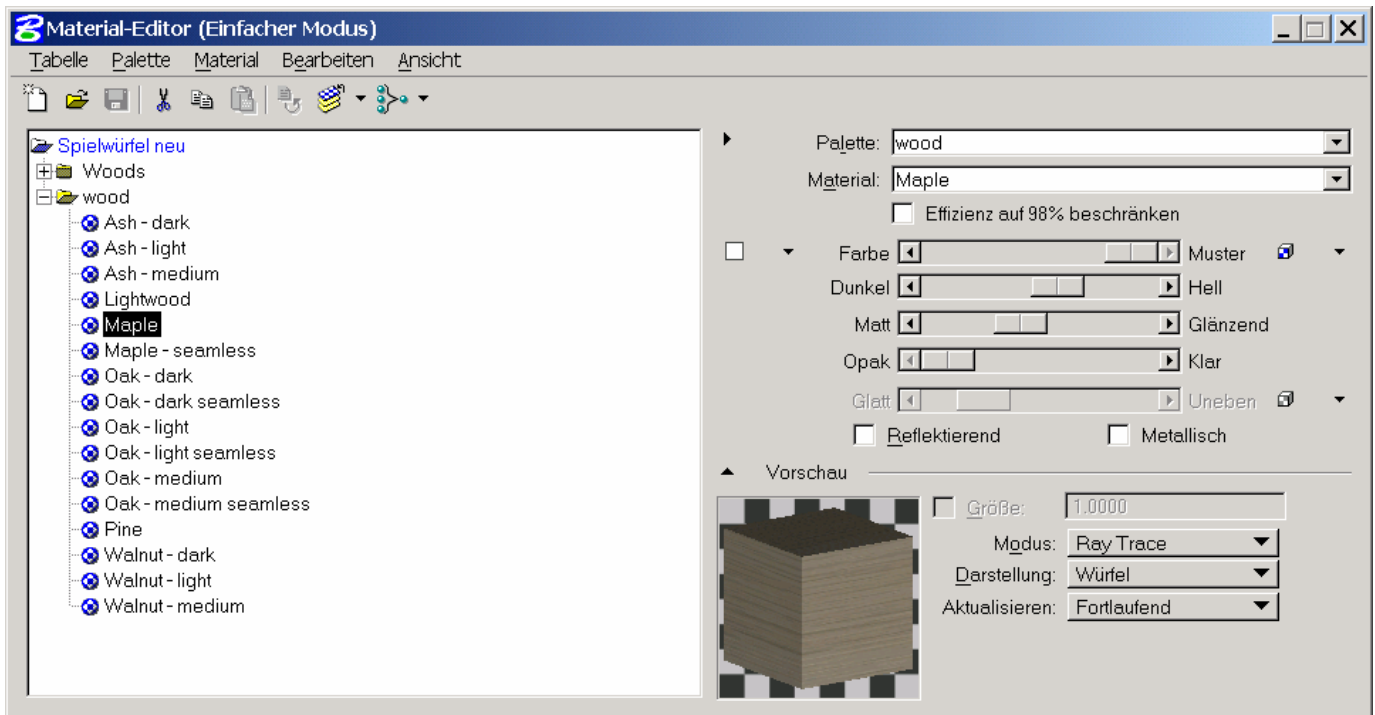 Material-Editor (Einfacher Modus)
Tabelle Palette Material Bearbeiten Ansicht
Spielwürfel neu
Woods
wood
Ash - dark
Ash - light
Ash - medium
Lightwood
Maple
Maple - seamless
Oak - dark
Oak - dark seamless
Oak - light
Oak - light seamless
Oak - medium
Oak - medium seamless
Pine
Walnut - dark
Walnut - light
Walnut - medium
Palette: wood
Material: Maple
Effizienz auf 98% beschränken
Farbe Muster
Dunkel Hell
Matt Glänzend
Opak Klar
Glatt Uneben
Reflektierend Metallisch
Vorschau
Größe: 1.0000
Modus: Ray Trace
Darstellung: Würfel
Aktualisieren: Fortlaufend